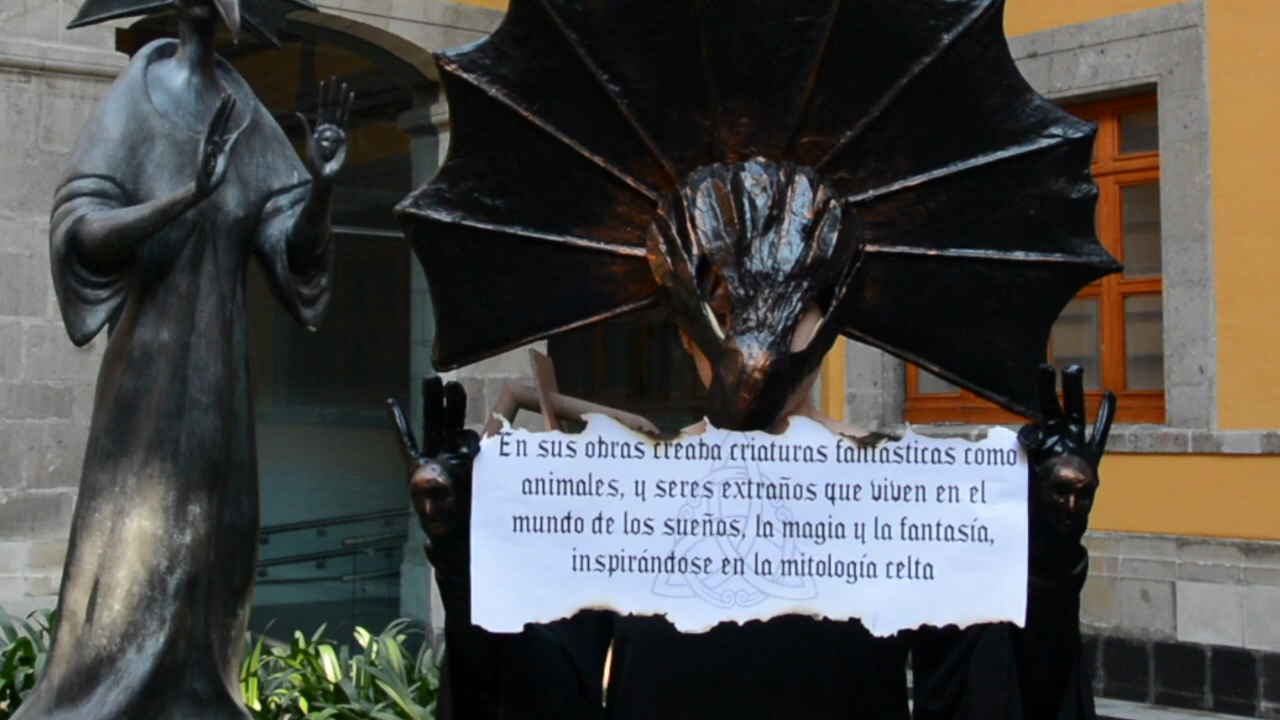 En sus obras creaba criaturas fantásticas como
animales, y seres extraños que viven en el
mundo de los sueños, la magia y la fantasía,
inspirándose en la mitología celta